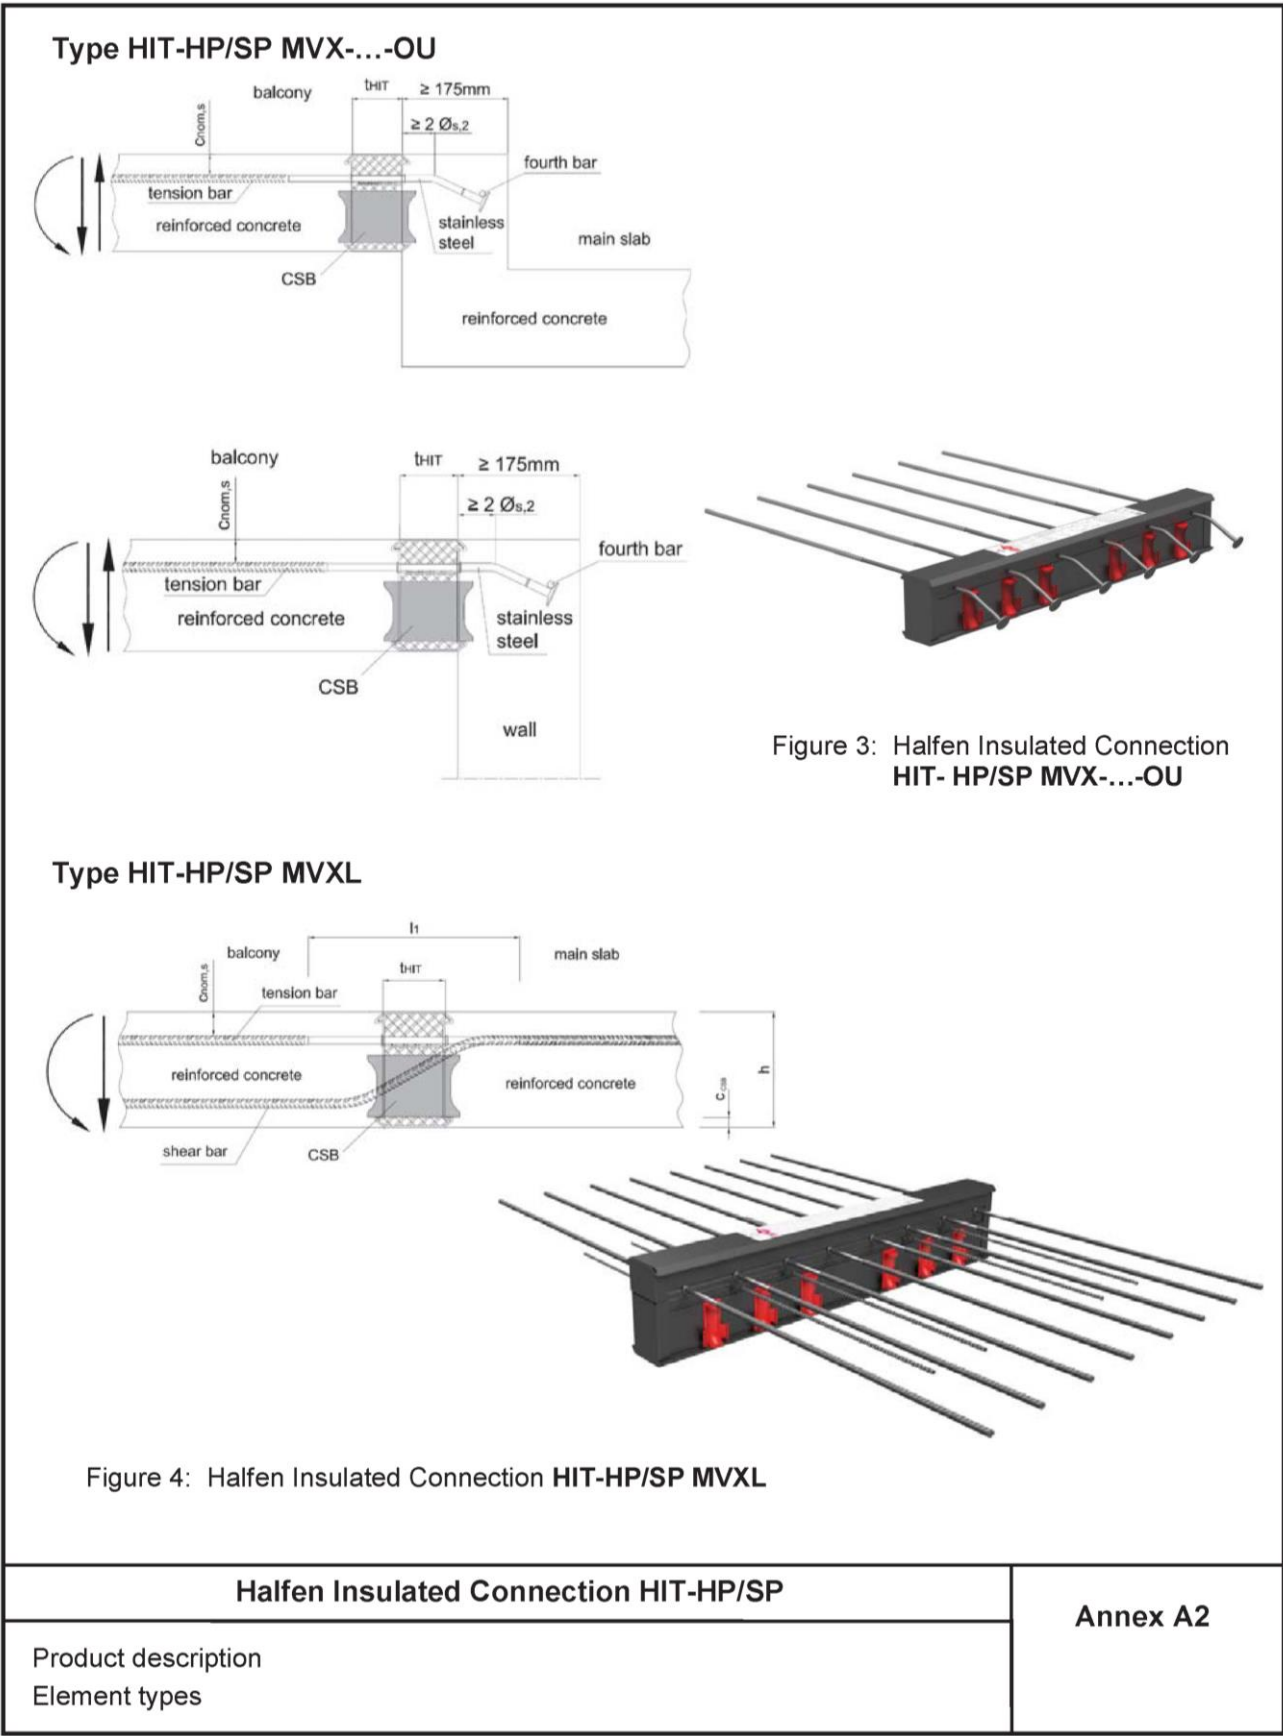 Type HIT-HP/SP MVX-...-OU
balcony
tHIT
≥ 175mm
≥ 2 Øs,2
Cnom,s
fourth bar
tension bar
reinforced concrete
stainless
steel
main slab
CSB
reinforced concrete
balcony
tHIT
≥ 175mm
≥ 2 Øs,2
Cnom,s
fourth bar
tension bar
reinforced concrete
stainless
steel
CSB
wall
Figure 3: Halfen Insulated Connection
HIT- HP/SP MVX-...-OU
Type HIT-HP/SP MVXL
l1
balcony
main slab
tHIT
Cnom,s
tension bar
reinforced concrete
reinforced concrete
h
CCSB
shear bar
CSB
Figure 4: Halfen Insulated Connection HIT-HP/SP MVXL
Halfen Insulated Connection HIT-HP/SP
Annex A2
Product description
Element types